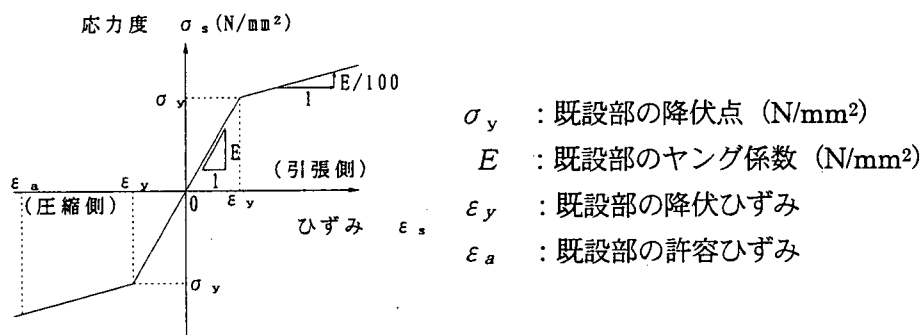 応力度 σs(N/mm²)
σy
E/100
1
E
1
(引張側)
εa
εy
(圧縮側)
0
εy
ひずみ εs
σy
σy :既設部の降伏点 (N/mm²)
E :既設部のヤング係数 (N/mm²)
εy :既設部の降伏ひずみ
εa :既設部の許容ひずみ